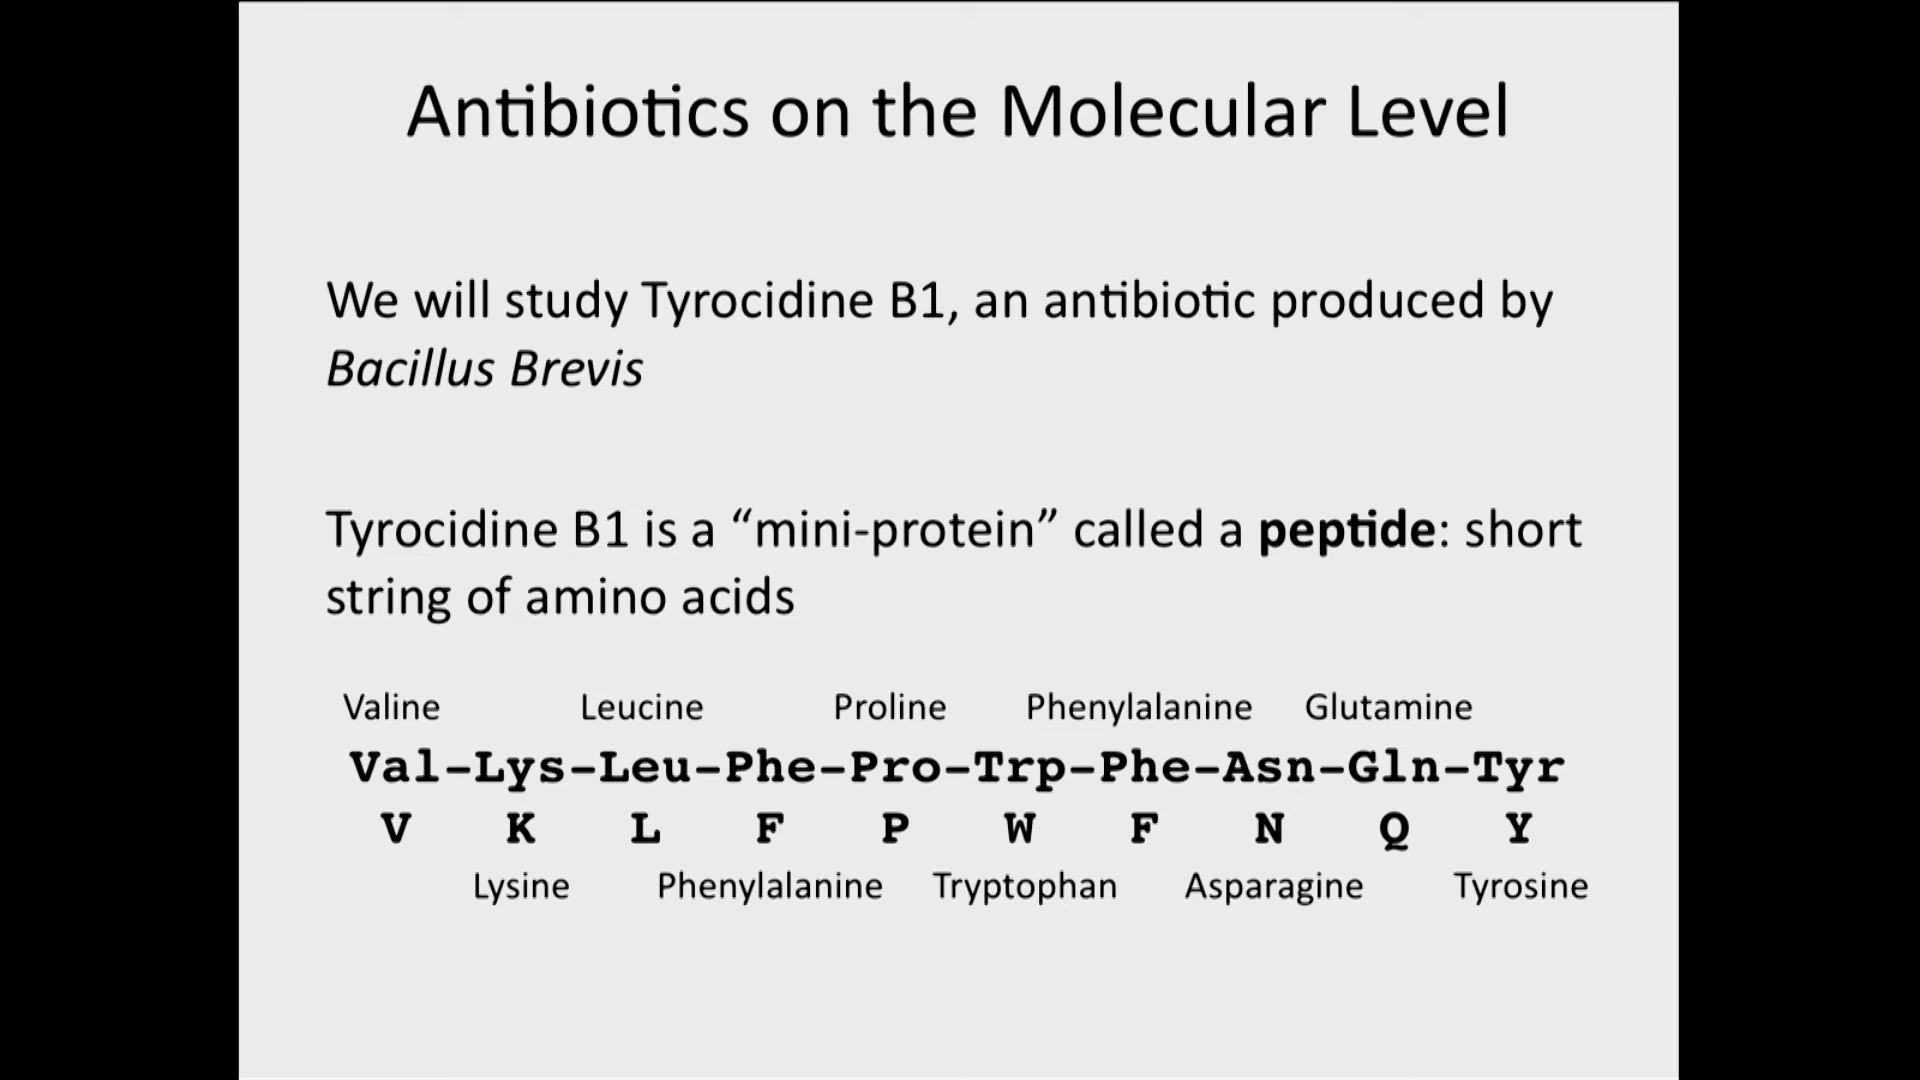 Antibiotics on the Molecular Level
We will study Tyrocidine B1, an antibiotic produced by
Bacillus Brevis
Tyrocidine B1 is a “mini-protein” called a peptide: short
string of amino acids
Valine Leucine Proline Phenylalanine Glutamine
Val-Lys-Leu-Phe-Pro-Trp-Phe-Asn-Gln-Tyr
V K L F P W F N Q Y
Lysine Phenylalanine Tryptophan Asparagine Tyrosine